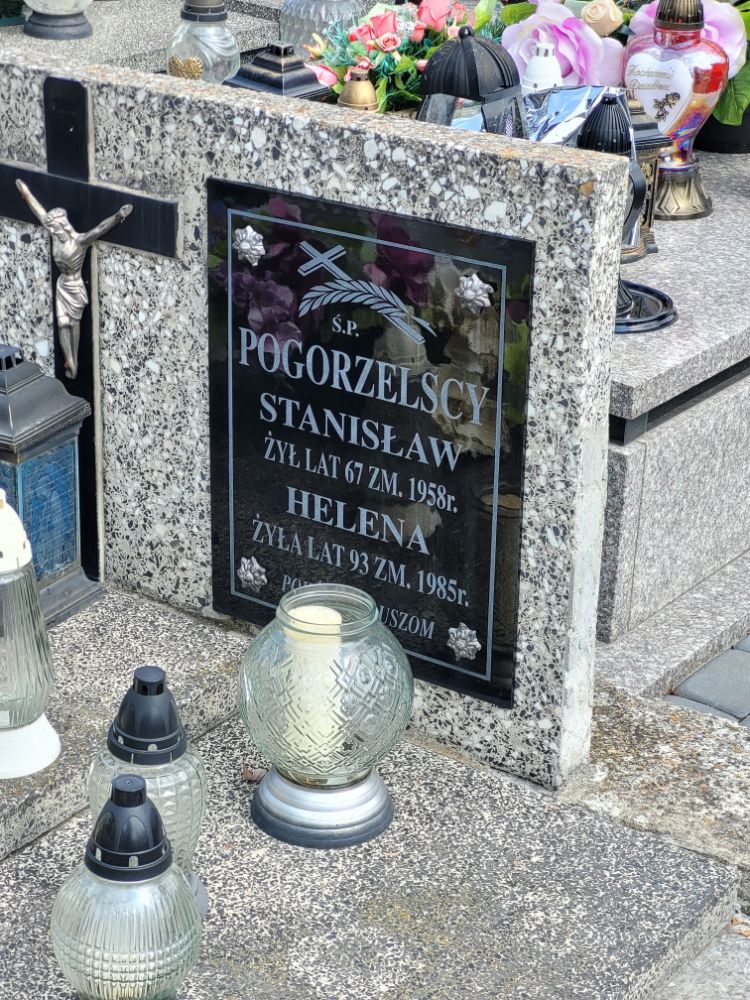 Ś.P.
POGORZELSCY
STANISŁAW
ŻYŁ LAT 67 ZM. 1958r.
HELENA
ŻYŁA LAT 93 ZM. 1985r.